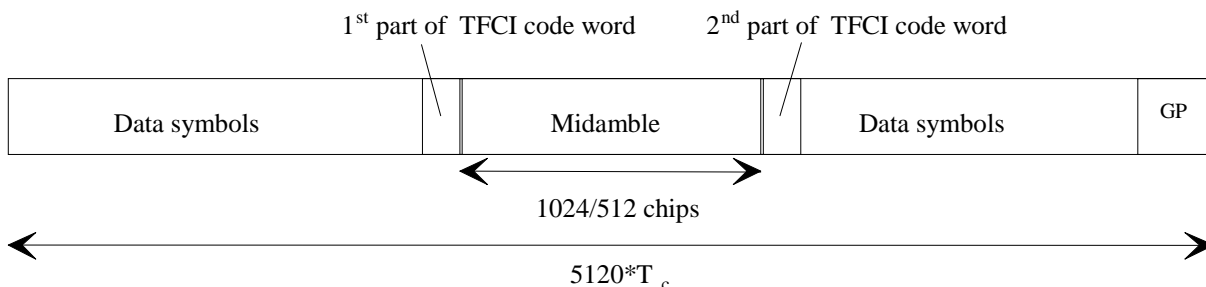 1st part of TFCI code word 2nd part of TFCI code word
Data symbols Midamble Data symbols GP
1024/512 chips
5120*T c